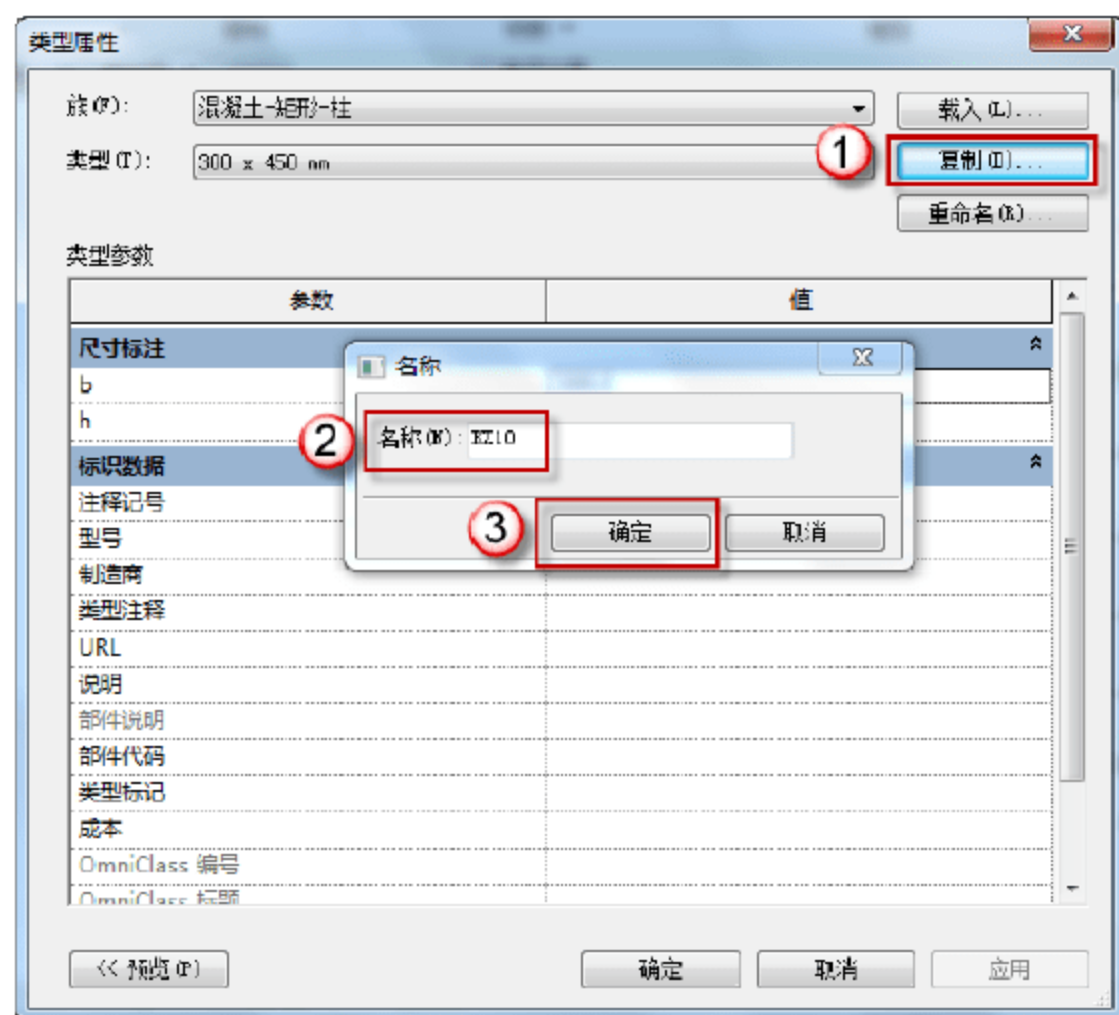 类型属性
族(F): 混凝土-矩形-柱 载入(L)...
类型(T): 300 x 450 mm 1 复制(D)...
重命名(R)...
类型参数
参数 值
尺寸标注
b
h
标识数据
注释记号
型号
制造商
类型注释
URL
说明
部件说明
部件代码
类型标记
成本
OmniClass 编号
OmniClass 标题
名称
2 名称(N):
3 确定 取消
<< 预览(P) 确定 取消 应用